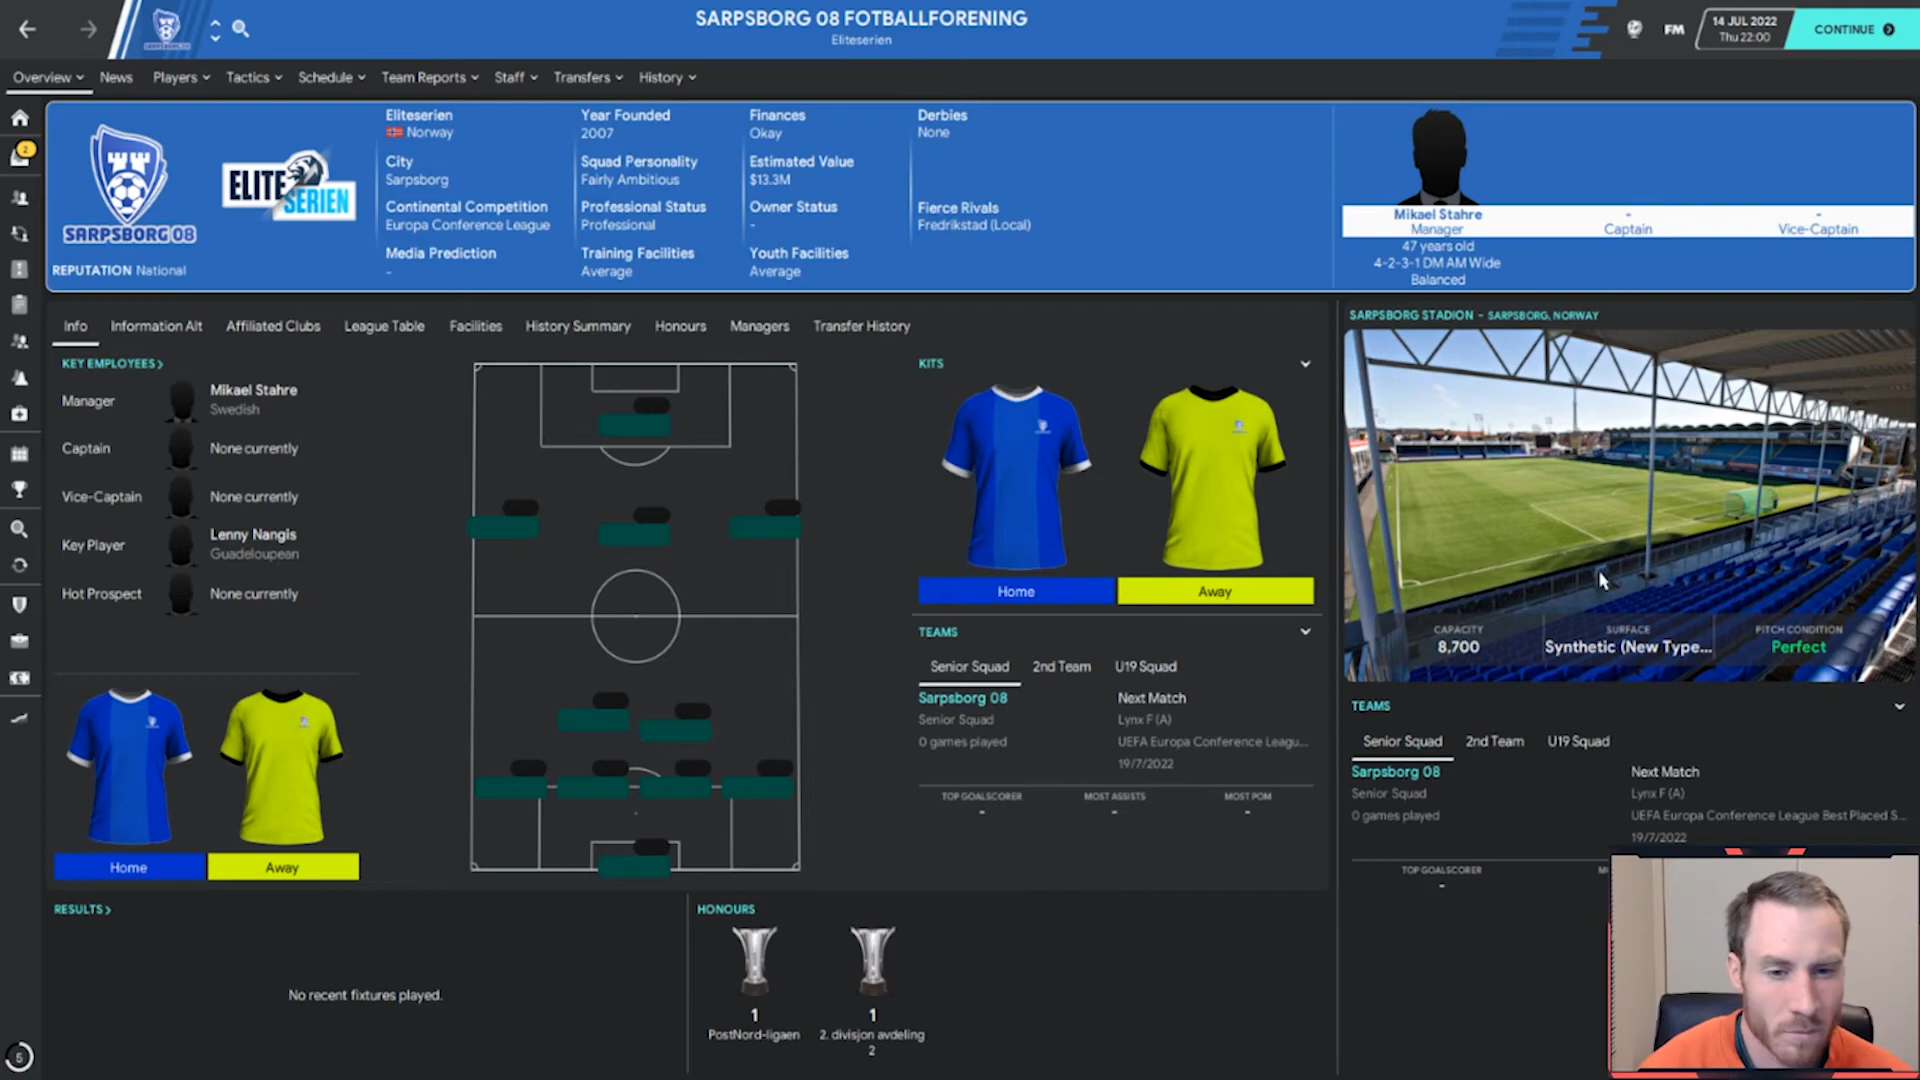 SARPSBORG 08 FOTBALLFORENING
Eliteserien
FM
14 JUL 2022
Thu 22:00
CONTINUE
Overview
News
Players
Tactics
Schedule
Team Reports
Staff
Transfers
History
2
SARPSBORG 08
REPUTATION National
ELITE
SERIEN
Eliteserien
Norway
City
Sarpsborg
Continental Competition
Europa Conference League
Media Prediction
-
Year Founded
2007
Squad Personality
Fairly Ambitious
Professional Status
Professional
Training Facilities
Average
Finances
Okay
Estimated Value
$13.3M
Owner Status
-
Youth Facilities
Average
Derbies
None
Fierce Rivals
Fredrikstad (Local)
Mikael Stahre
Manager
47 years old
4-2-3-1 DM AM Wide
Balanced
-
Captain
-
Vice-Captain
Info
Information Alt
Affiliated Clubs
League Table
Facilities
History Summary
Honours
Managers
Transfer History
KEY EMPLOYEES >
Manager
Mikael Stahre
Swedish
Captain
None currently
Vice-Captain
None currently
Key Player
Lenny Nangis
Guadeloupean
Hot Prospect
None currently
Home
Away
KITS
Home
Away
TEAMS
Senior Squad
2nd Team
U19 Squad
Sarpsborg 08
Senior Squad
0 games played
Next Match
Lynx F (A)
UEFA Europa Conference Leagu...
19/7/2022
TOP GOALSCORER
-
MOST ASSISTS
-
MOST POM
-
SARPSBORG STADION - SARPSBORG, NORWAY
CAPACITY
8,700
SURFACE
Synthetic (New Type...
PITCH CONDITION
Perfect
TEAMS
Senior Squad
2nd Team
U19 Squad
Sarpsborg 08
Senior Squad
0 games played
Next Match
Lynx F (A)
UEFA Europa Conference League Best Placed S...
19/7/2022
TOP GOALSCORER
-
RESULTS >
No recent fixtures played.
HONOURS
1
PostNord-ligaen
1
2. divisjon avdeling
2
5